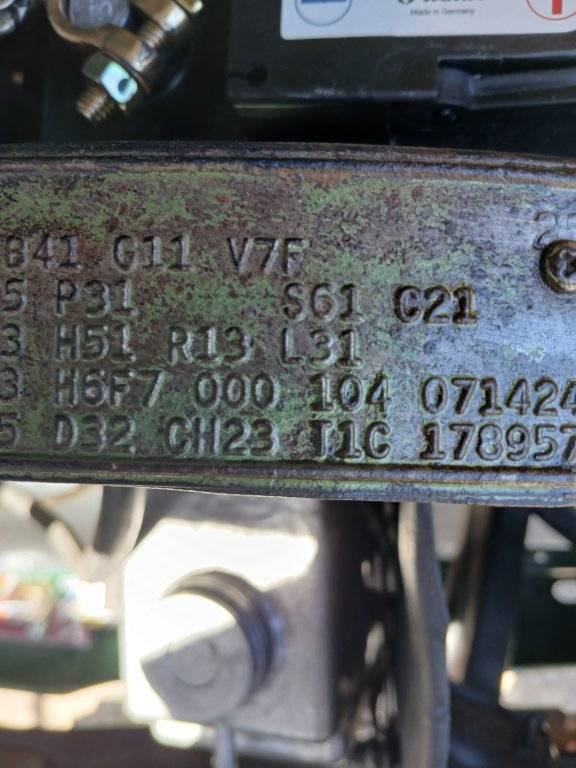 Made in Germany
B41 G11 V7F
5 P31 S61 C21
3 H51 R13 L31
3 H6F7 000 104 071424
5 D32 CH23 T1C 178957